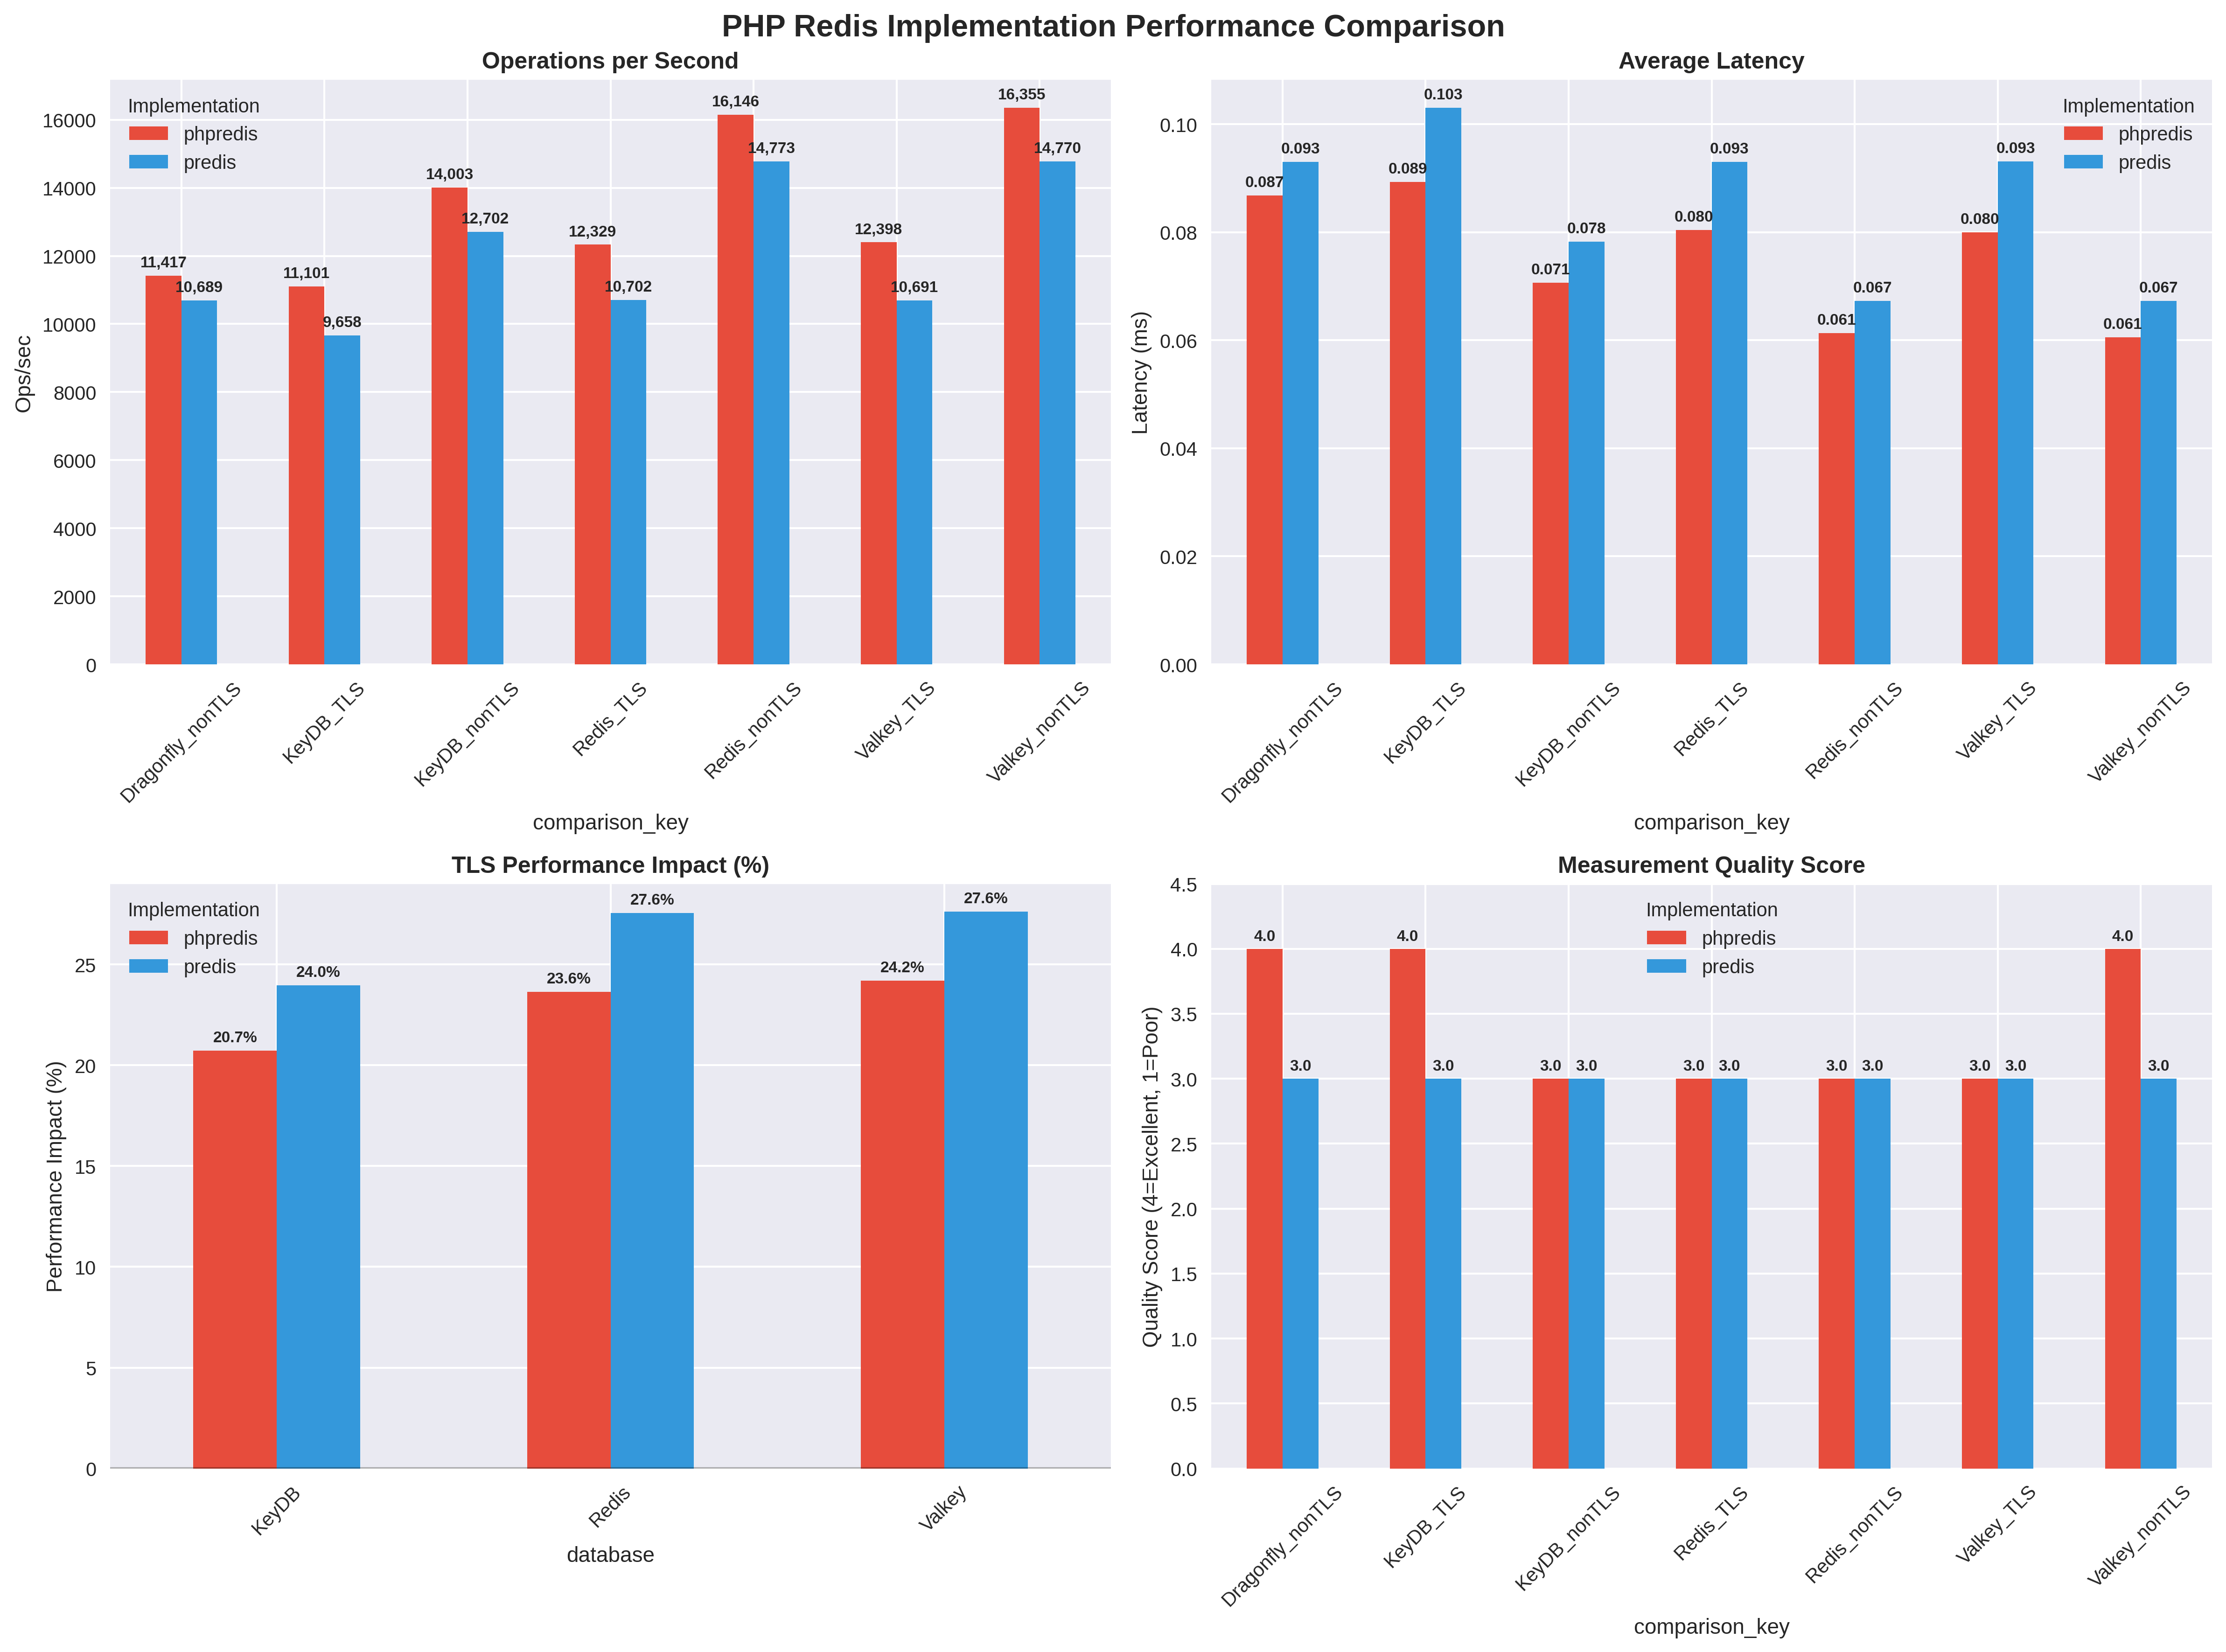 PHP Redis Implementation Performance Comparison
Operations per Second
Implementation
phpredis
predis
Ops/sec
16000
14000
12000
10000
8000
6000
4000
2000
0
11,417
10,689
11,101
9,658
14,003
12,702
12,329
10,702
16,146
14,773
12,398
10,691
16,355
14,770
Dragonfly_nonTLS
KeyDB_TLS
KeyDB_nonTLS
Redis_TLS
Redis_nonTLS
Valkey_TLS
Valkey_nonTLS
comparison_key
Average Latency
Implementation
phpredis
predis
Latency (ms)
0.10
0.08
0.06
0.04
0.02
0.00
0.087
0.093
0.089
0.103
0.071
0.078
0.080
0.093
0.061
0.067
0.080
0.093
0.061
0.067
Dragonfly_nonTLS
KeyDB_TLS
KeyDB_nonTLS
Redis_TLS
Redis_nonTLS
Valkey_TLS
Valkey_nonTLS
comparison_key
TLS Performance Impact (%)
Implementation
phpredis
predis
Performance Impact (%)
25
20
15
10
5
0
20.7%
24.0%
23.6%
27.6%
24.2%
27.6%
KeyDB
Redis
Valkey
database
Measurement Quality Score
Implementation
phpredis
predis
Quality Score (4=Excellent, 1=Poor)
4.5
4.0
3.5
3.0
2.5
2.0
1.5
1.0
0.5
0.0
4.0
3.0
4.0
3.0
3.0
3.0
3.0
3.0
3.0
3.0
3.0
3.0
4.0
3.0
Dragonfly_nonTLS
KeyDB_TLS
KeyDB_nonTLS
Redis_TLS
Redis_nonTLS
Valkey_TLS
Valkey_nonTLS
comparison_key